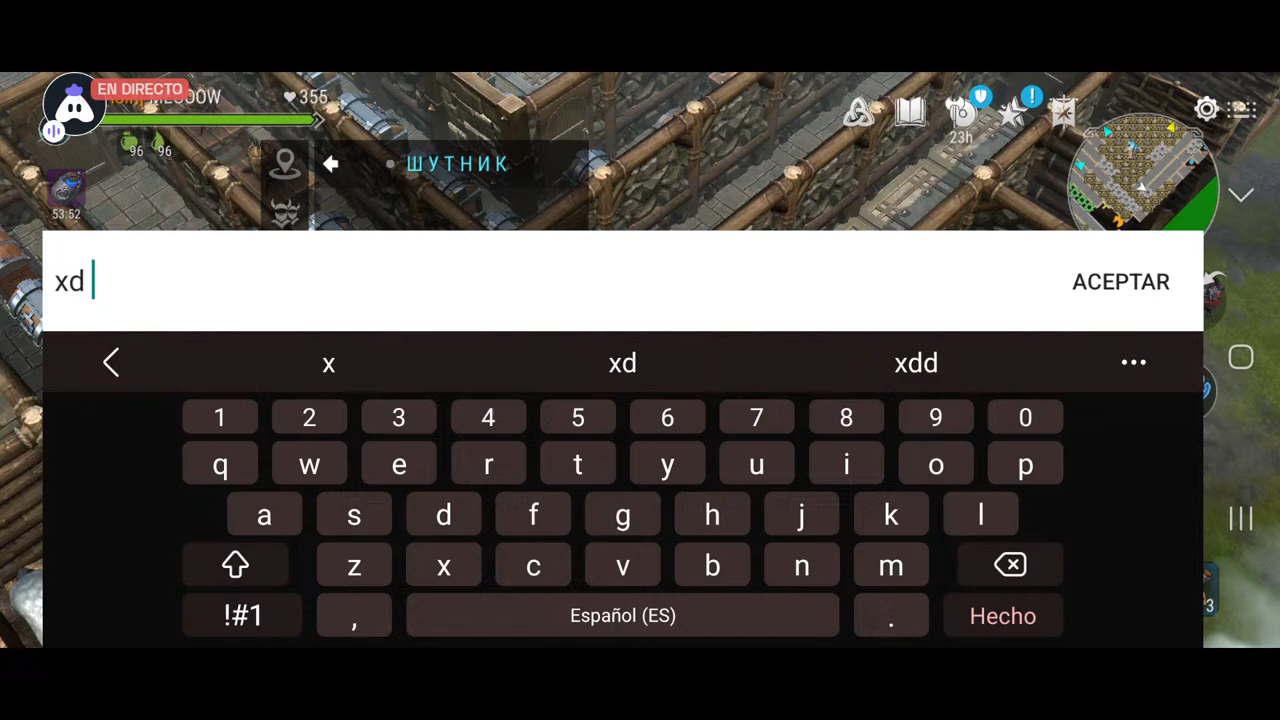 EN DIRECTO
355
23h
96 96
ШУТНИК
53:52
xd
ACEPTAR
x xd xdd
1 2 3 4 5 6 7 8 9 0
q w e r t y u i o p
a s d f g h j k l
z x c v b n m
!#1 , Español (ES) . Hecho
3